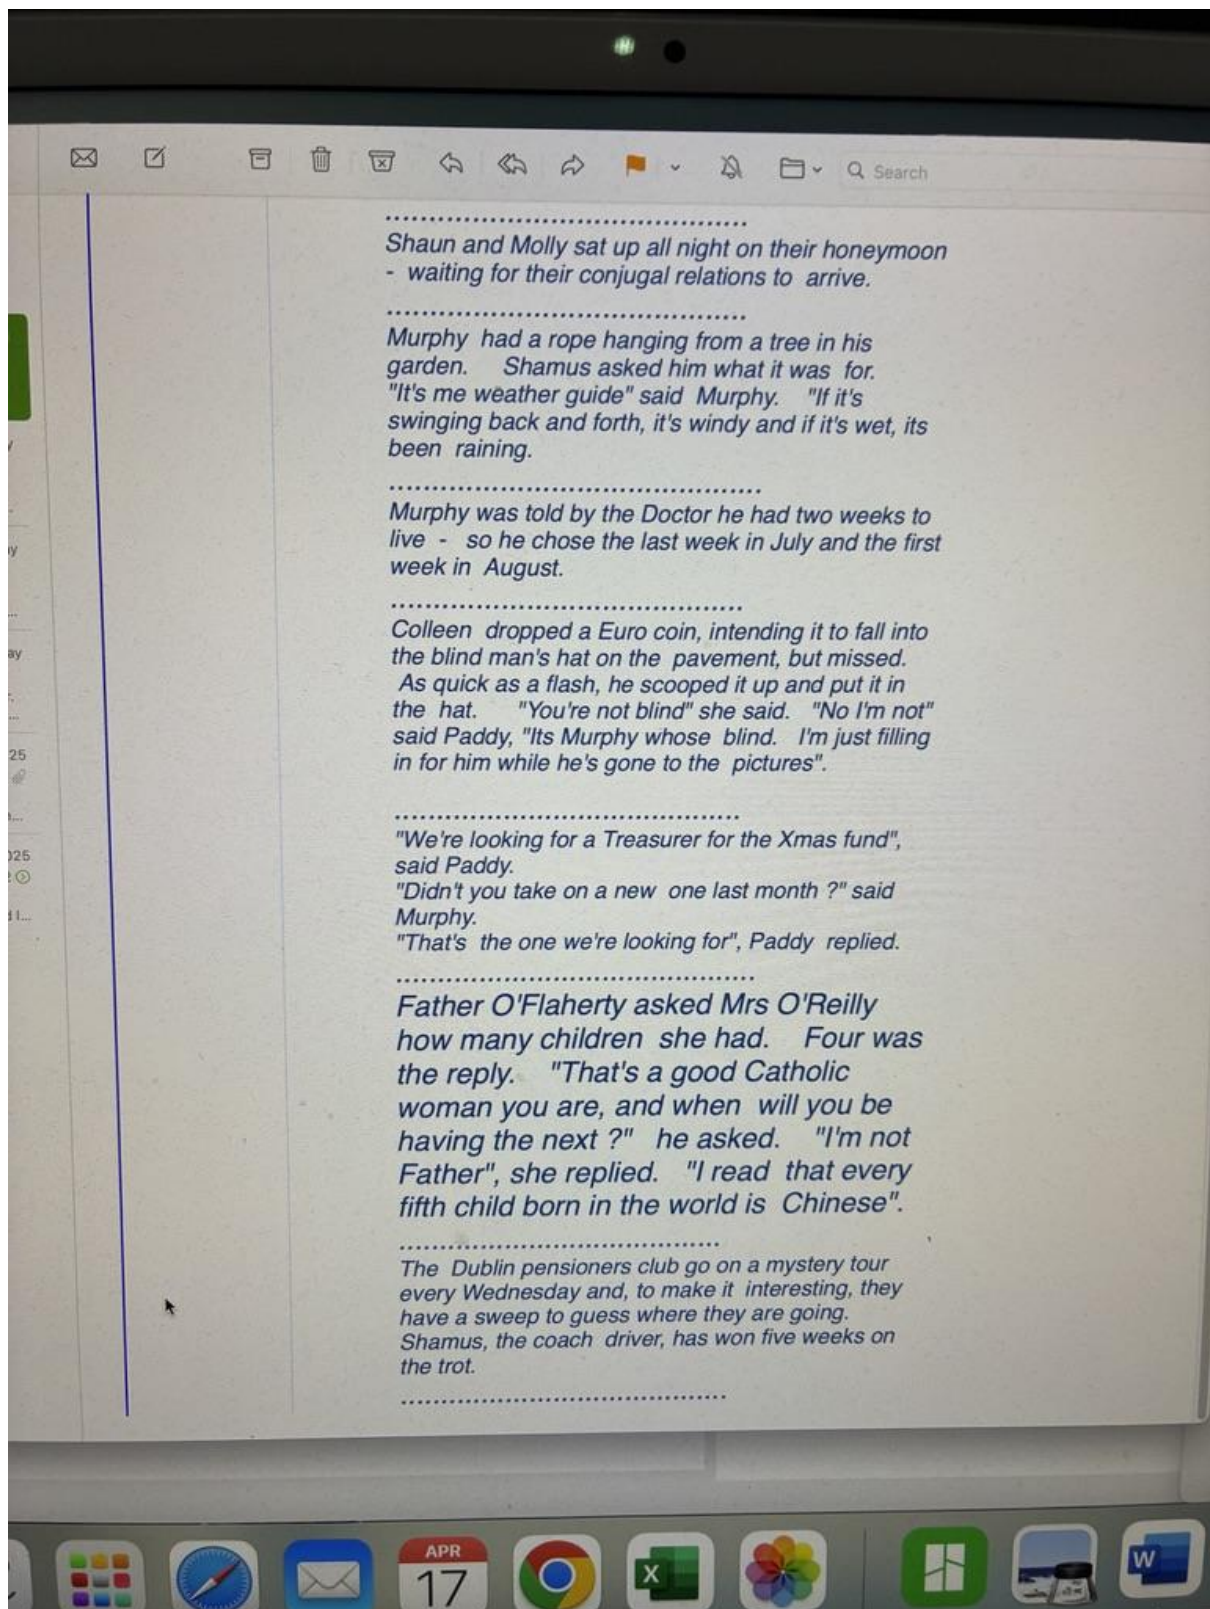 Search
..........................................
Shaun and Molly sat up all night on their honeymoon
- waiting for their conjugal relations to arrive.
..........................................
Murphy had a rope hanging from a tree in his
garden. Shamus asked him what it was for.
"It's me weather guide" said Murphy. "If it's
swinging back and forth, it's windy and if it's wet, its
been raining.
............................................
Murphy was told by the Doctor he had two weeks to
live - so he chose the last week in July and the first
week in August.
..........................................
Colleen dropped a Euro coin, intending it to fall into
the blind man's hat on the pavement, but missed.
As quick as a flash, he scooped it up and put it in
the hat. "You're not blind" she said. "No I'm not"
said Paddy, "Its Murphy whose blind. I'm just filling
in for him while he's gone to the pictures".
.........................................
"We're looking for a Treasurer for the Xmas fund",
said Paddy.
"Didn't you take on a new one last month ?" said
Murphy.
"That's the one we're looking for", Paddy replied.
..........................................
Father O'Flaherty asked Mrs O'Reilly
how many children she had. Four was
the reply. "That's a good Catholic
woman you are, and when will you be
having the next ?" he asked. "I'm not
Father", she replied. "I read that every
fifth child born in the world is Chinese".
......................................
The Dublin pensioners club go on a mystery tour
every Wednesday and, to make it interesting, they
have a sweep to guess where they are going.
Shamus, the coach driver, has won five weeks on
the trot.
.......................................
ay
25
025
APR
17
X
W